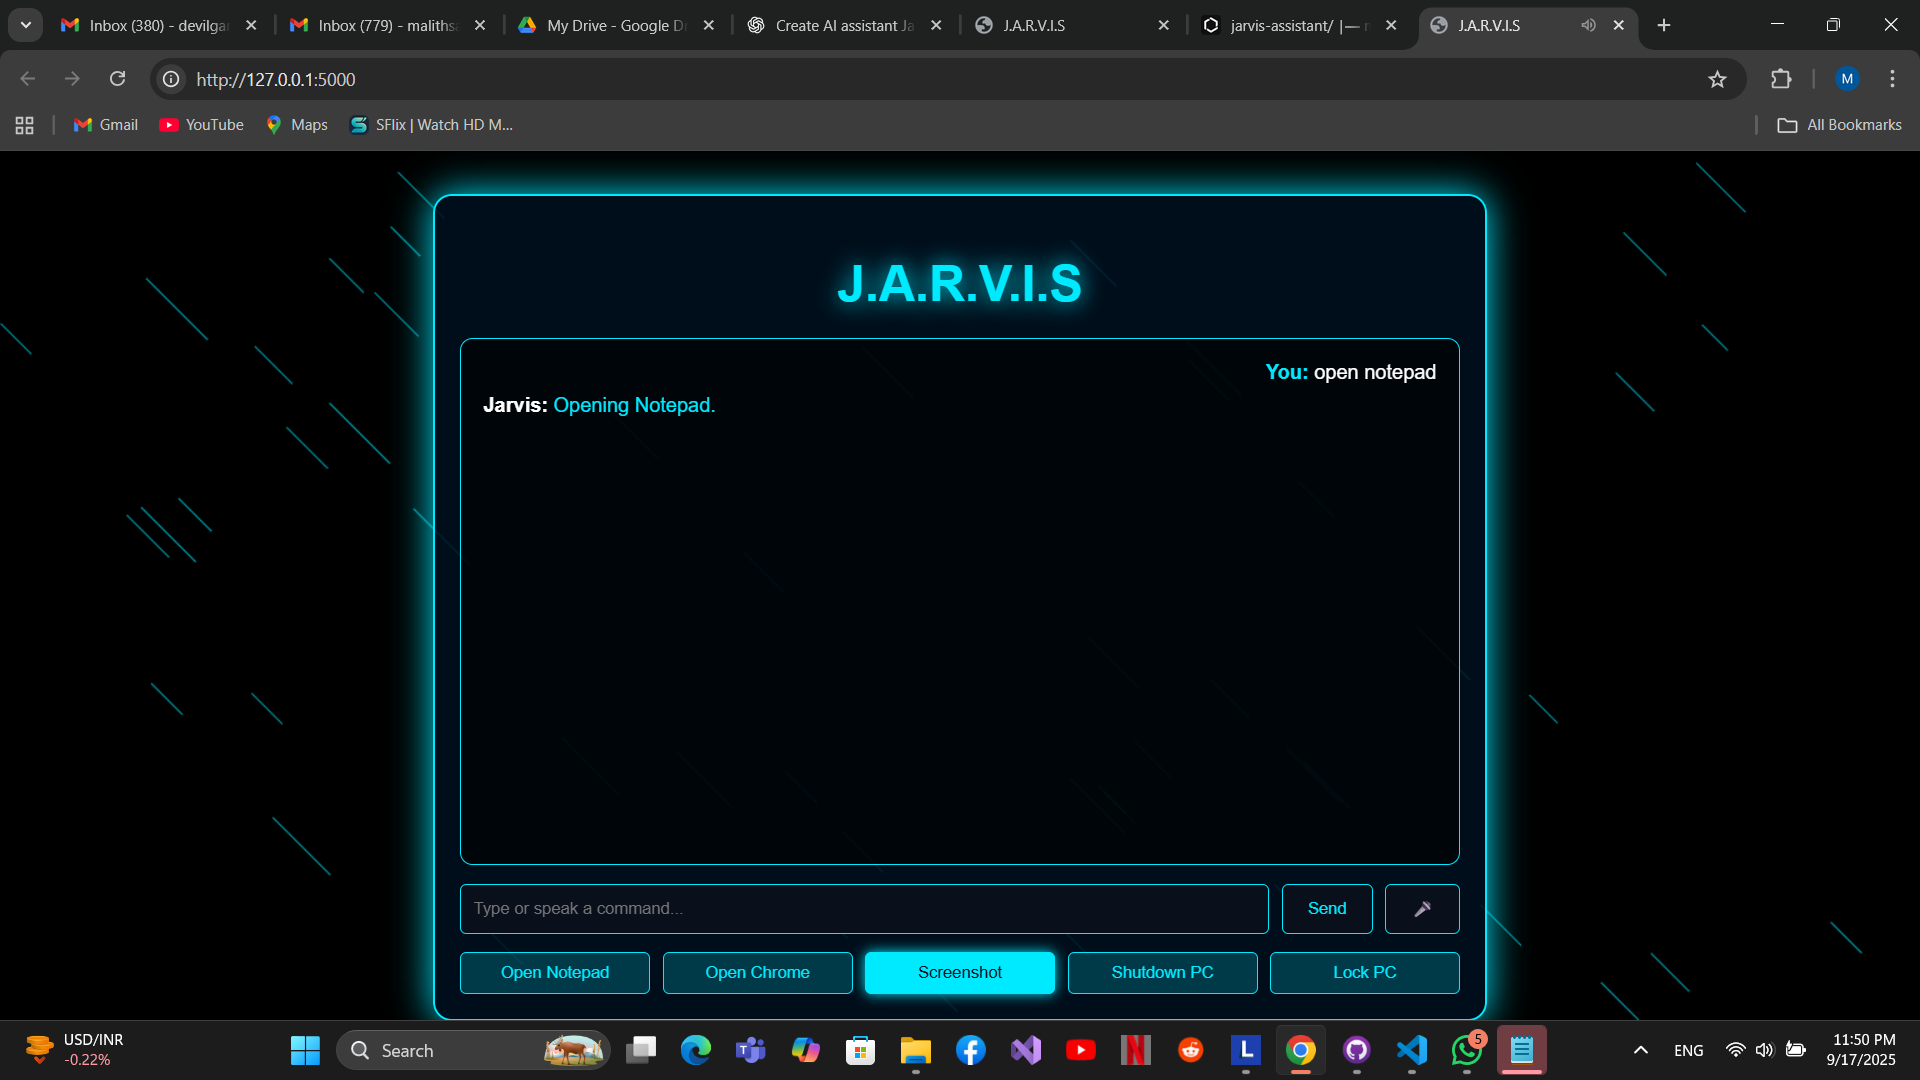 Inbox (380) - devilga
Inbox (779) - maliths
My Drive - Google D
Create AI assistant Ja
J.A.R.V.I.S
jarvis-assistant/ |—
J.A.R.V.I.S
http://127.0.0.1:5000
M
Gmail
YouTube
Maps
SFlix | Watch HD M...
All Bookmarks
J.A.R.V.I.S
You: open notepad
Jarvis: Opening Notepad.
Type or speak a command...
Send
Open Notepad
Open Chrome
Screenshot
Shutdown PC
Lock PC
USD/INR
-0.22%
Search
L
5
ENG
11:50 PM
9/17/2025